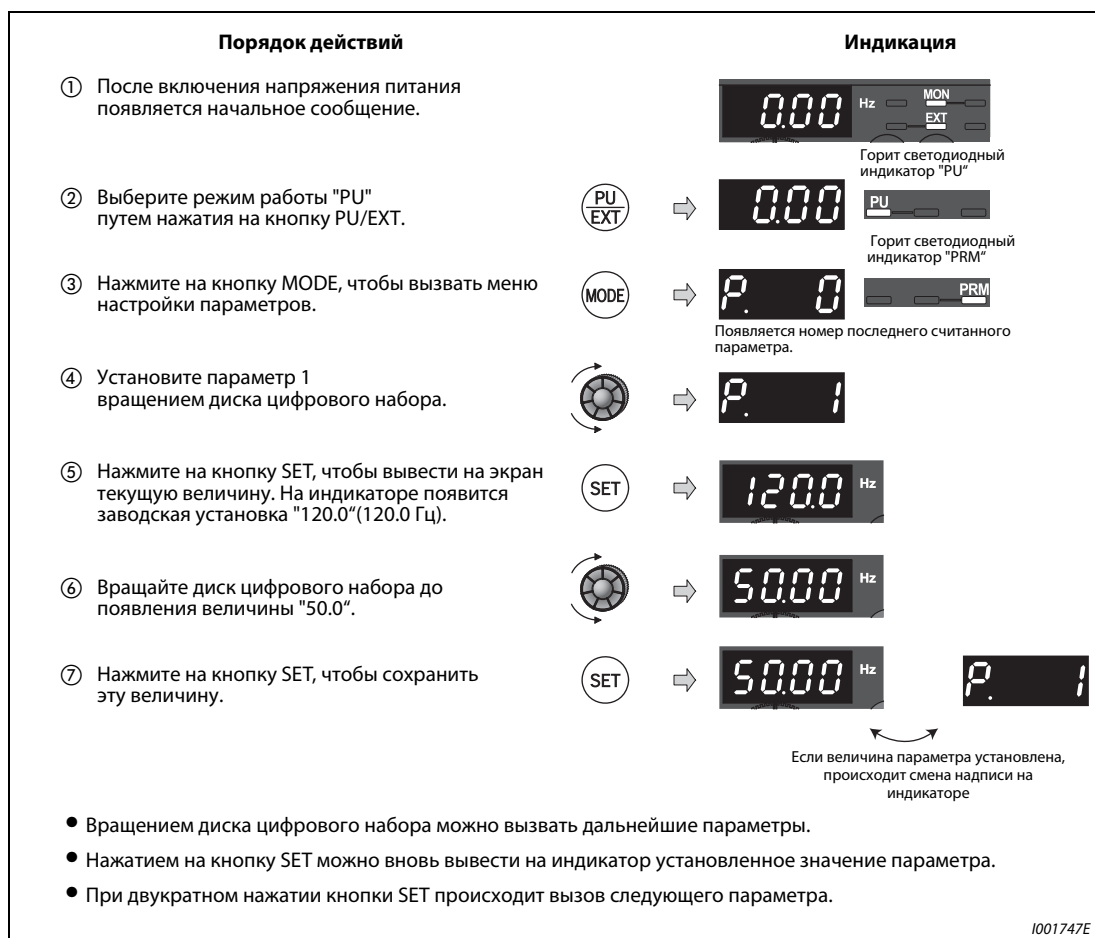 Порядок действий
Индикация
① После включения напряжения питания
появляется начальное сообщение.
0.00 Hz MON
EXT
Горит светодиодный
индикатор "PU“
② Выберите режим работы "PU"
путем нажатия на кнопку PU/EXT.
PU
EXT
0.00
PU
Горит светодиодный
индикатор "PRM“
③ Нажмите на кнопку MODE, чтобы вызвать меню
настройки параметров.
MODE
P. 0
PRM
Появляется номер последнего считанного
параметра.
④ Установите параметр 1
вращением диска цифрового набора.
P. 1
⑤ Нажмите на кнопку SET, чтобы вывести на экран
текущую величину. На индикаторе появится
заводская установка "120.0“(120.0 Гц).
SET
120.0 Hz
⑥ Вращайте диск цифрового набора до
появления величины "50.0“.
50.00 Hz
⑦ Нажмите на кнопку SET, чтобы сохранить
эту величину.
SET
50.00 Hz
P. 1
Если величина параметра установлена,
происходит смена надписи на
индикаторе
● Вращением диска цифрового набора можно вызвать дальнейшие параметры.
● Нажатием на кнопку SET можно вновь вывести на индикатор установленное значение параметра.
● При двукратном нажатии кнопки SET происходит вызов следующего параметра.
I001747E